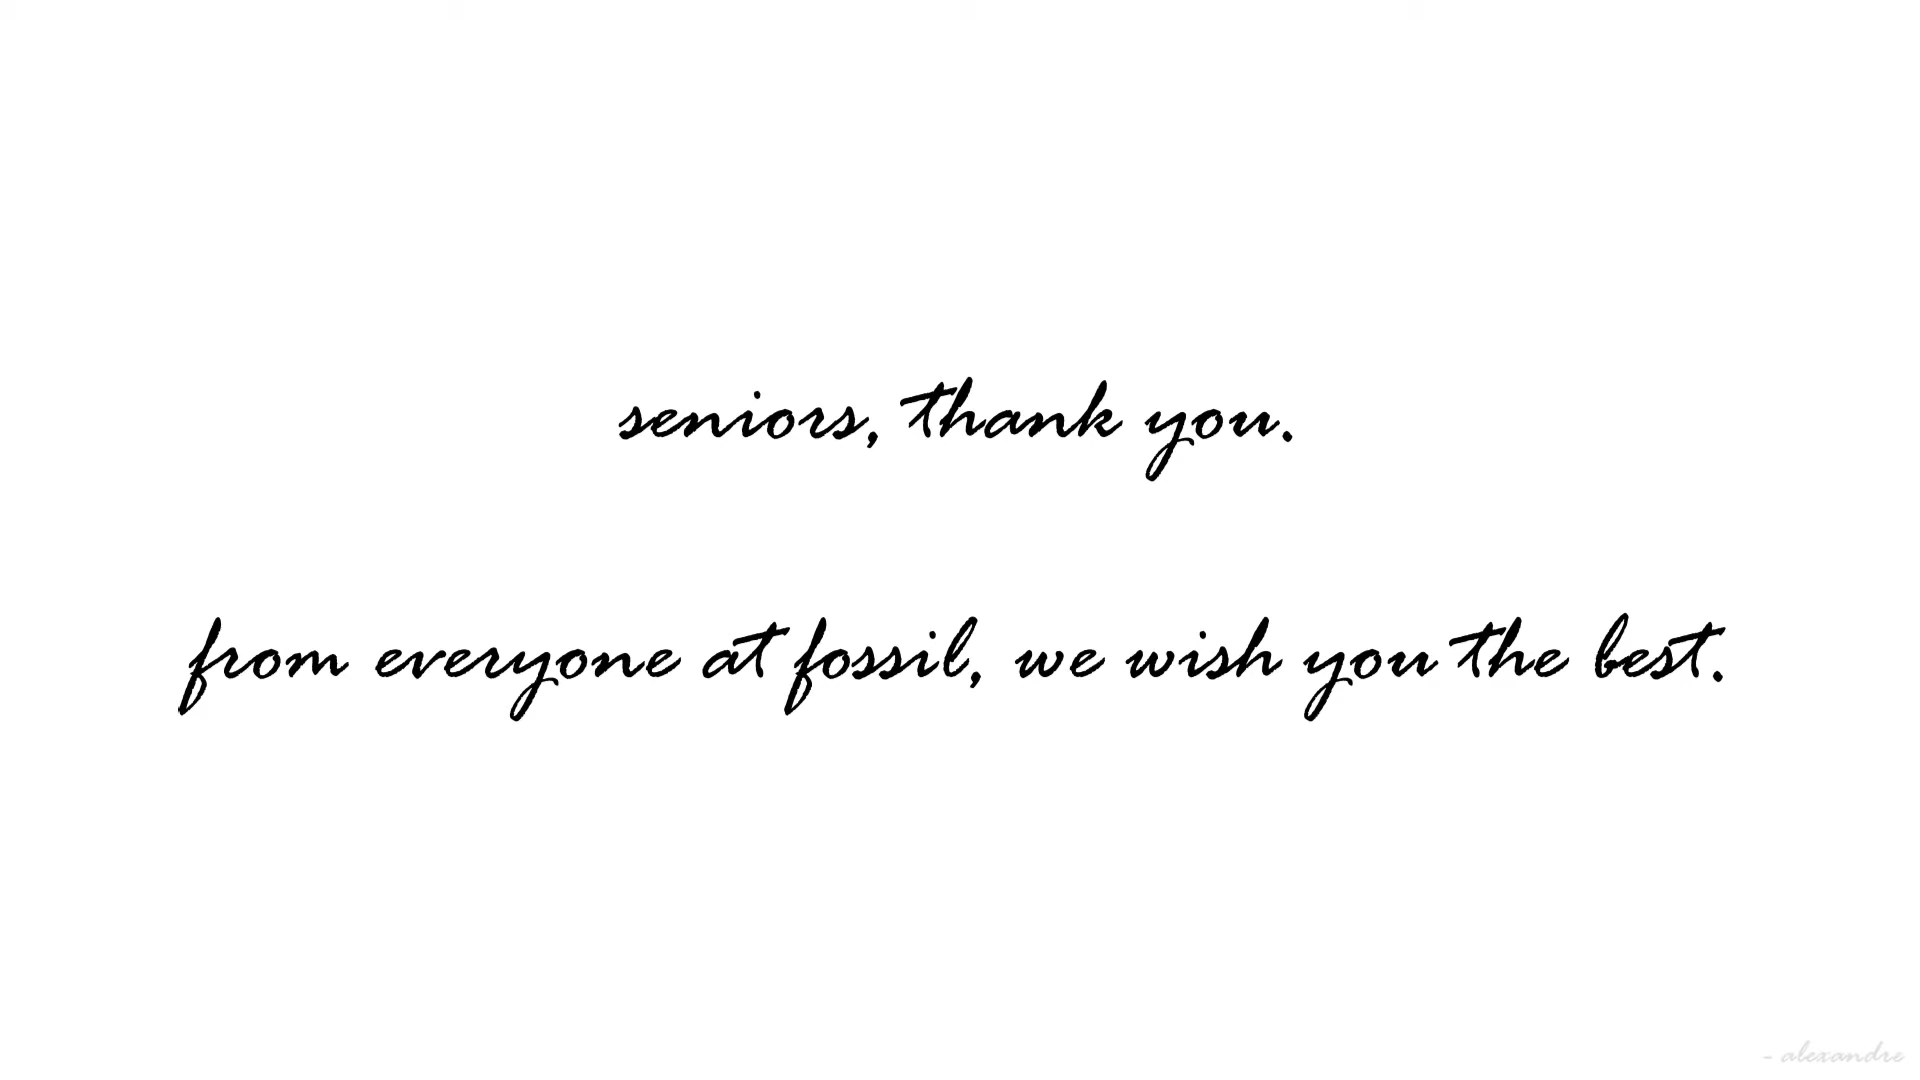 seniors, thank you.
from everyone at fossil, we wish you the best.
- alexandre